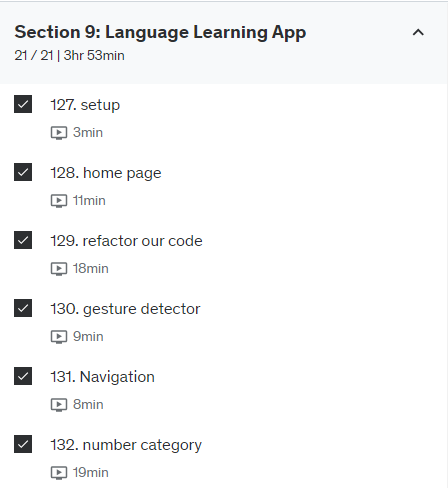 Section 9: Language Learning App
21 / 21 | 3hr 53min
127. setup
3min
128. home page
11min
129. refactor our code
18min
130. gesture detector
9min
131. Navigation
8min
132. number category
19min